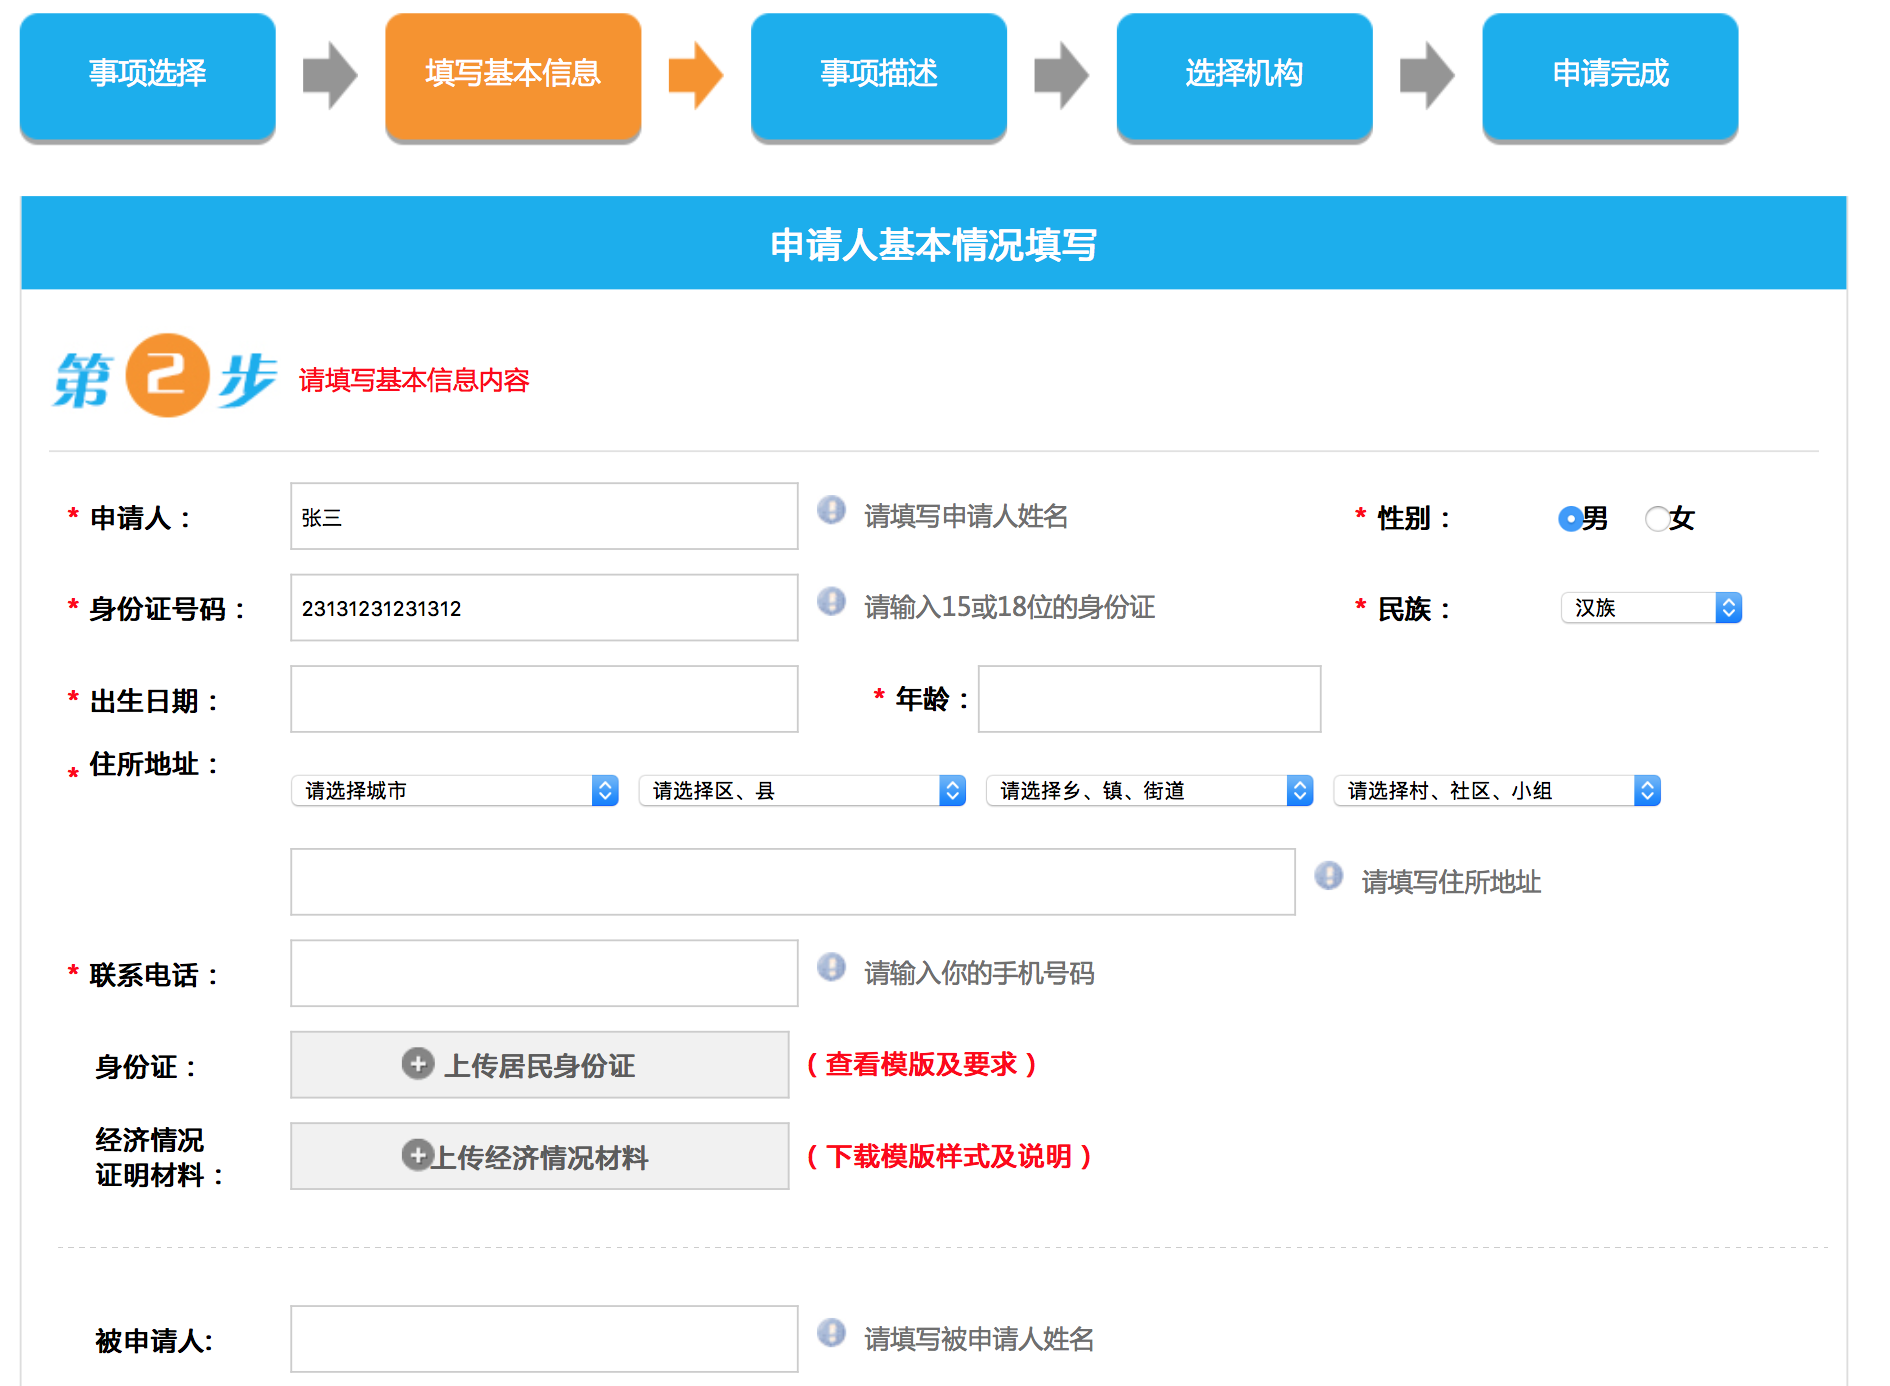 事项选择 填写基本信息 事项描述 选择机构 申请完成
申请人基本情况填写
第2步 请填写基本信息内容
* 申请人： 张三 请填写申请人姓名 * 性别： 男 女
* 身份证号码： 23131231231312 请输入15或18位的身份证 * 民族： 汉族
* 出生日期： * 年龄：
* 住所地址：
请选择城市 请选择区、县 请选择乡、镇、街道 请选择村、社区、小组
请填写住所地址
* 联系电话： 请输入你的手机号码
身份证： 上传居民身份证 （查看模版及要求）
经济情况
证明材料： 上传经济情况材料 （下载模版样式及说明）
被申请人: 请填写被申请人姓名